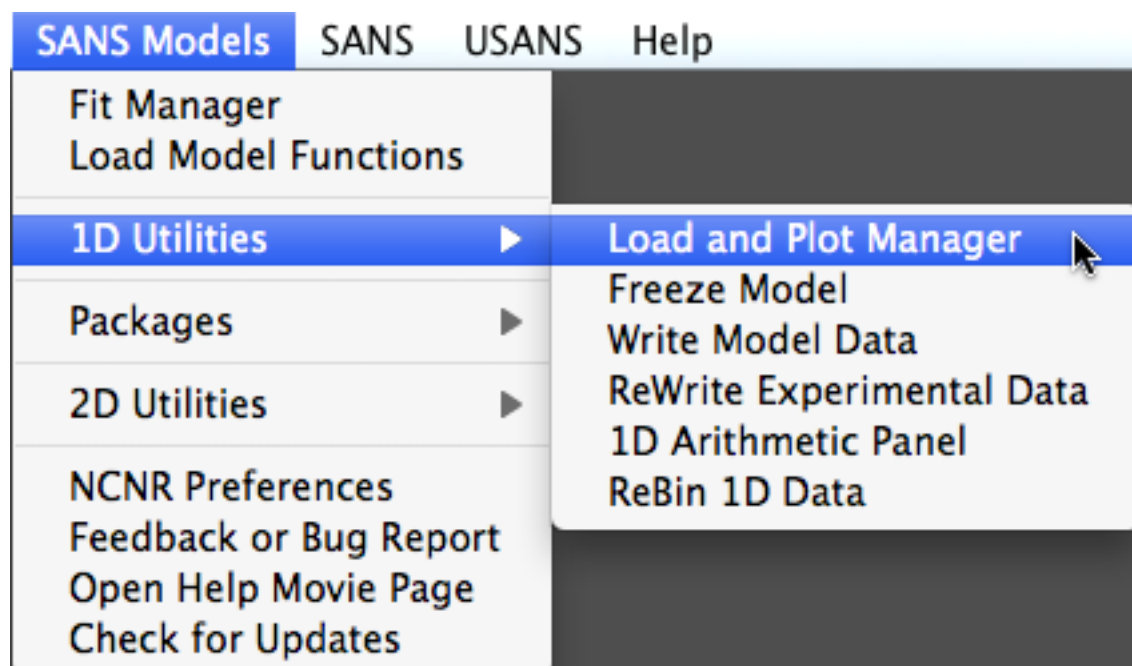 SANS Models SANS USANS Help
Fit Manager
Load Model Functions
1D Utilities
Load and Plot Manager
Freeze Model
Write Model Data
ReWrite Experimental Data
1D Arithmetic Panel
ReBin 1D Data
Packages
2D Utilities
NCNR Preferences
Feedback or Bug Report
Open Help Movie Page
Check for Updates